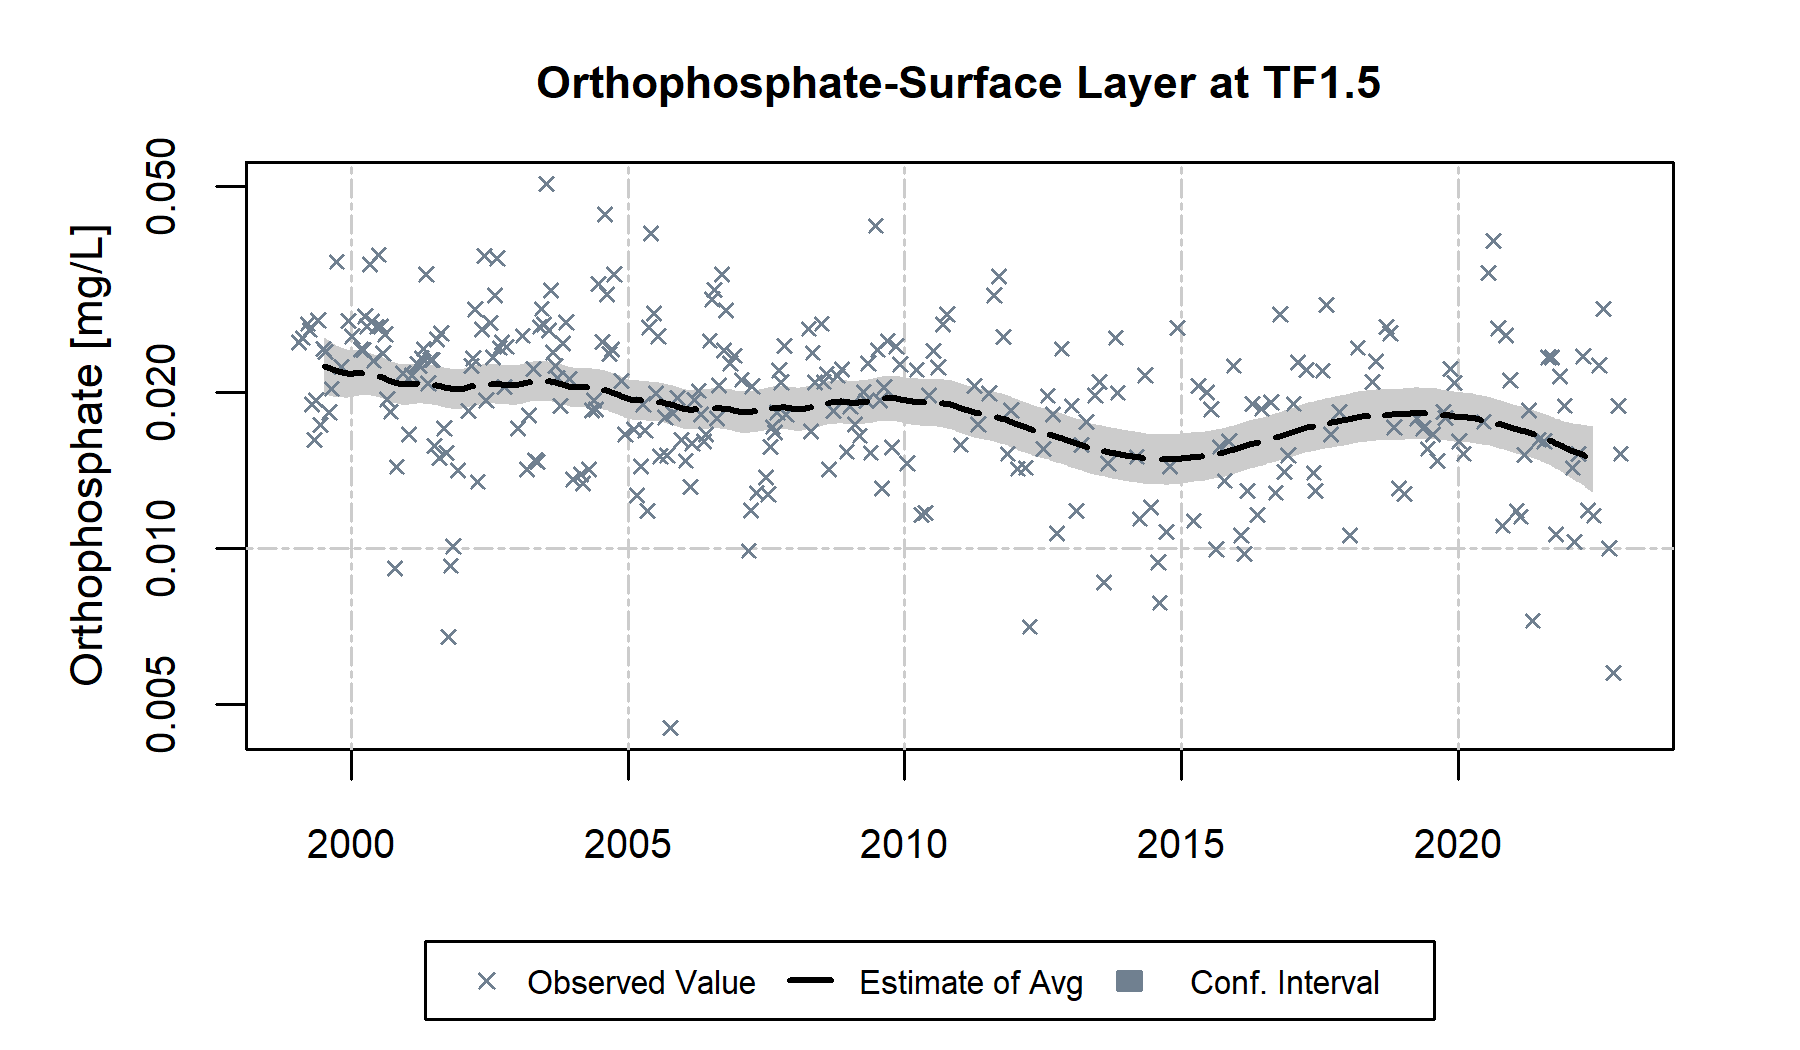 Orthophosphate-Surface Layer at TF1.5
Orthophosphate [mg/L]
0.050
0.020
0.010
0.005
2000 2005 2010 2015 2020
Observed Value Estimate of Avg Conf. Interval